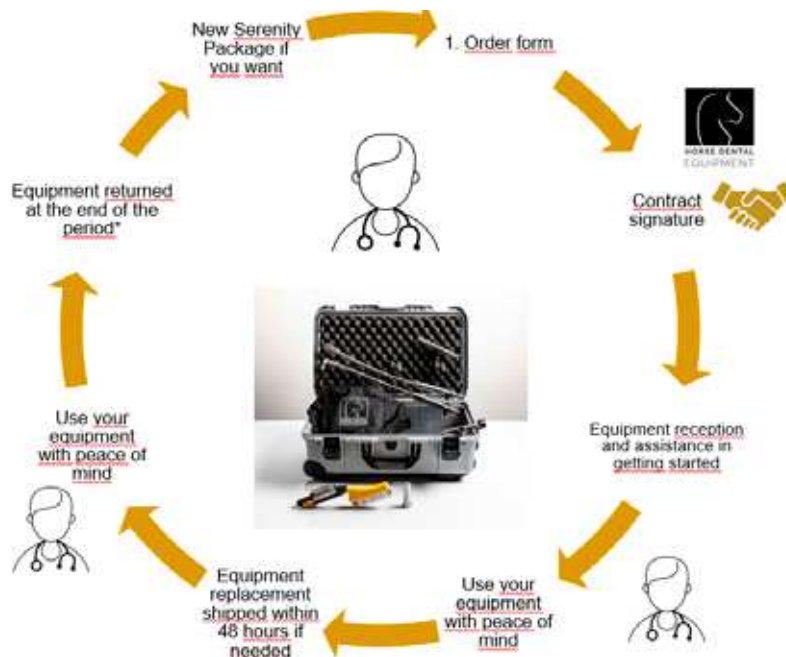 New Serenity
Package if
you want
1. Order form
HORSE DENTAL
EQUIPMENT
Contract
signature
Equipment reception
and assistance in
getting started
Use your
equipment
with peace of
mind
Equipment
replacement
shipped within
48 hours if
needed
Use your
equipment
with peace of
mind
Equipment returned
at the end of the
period*